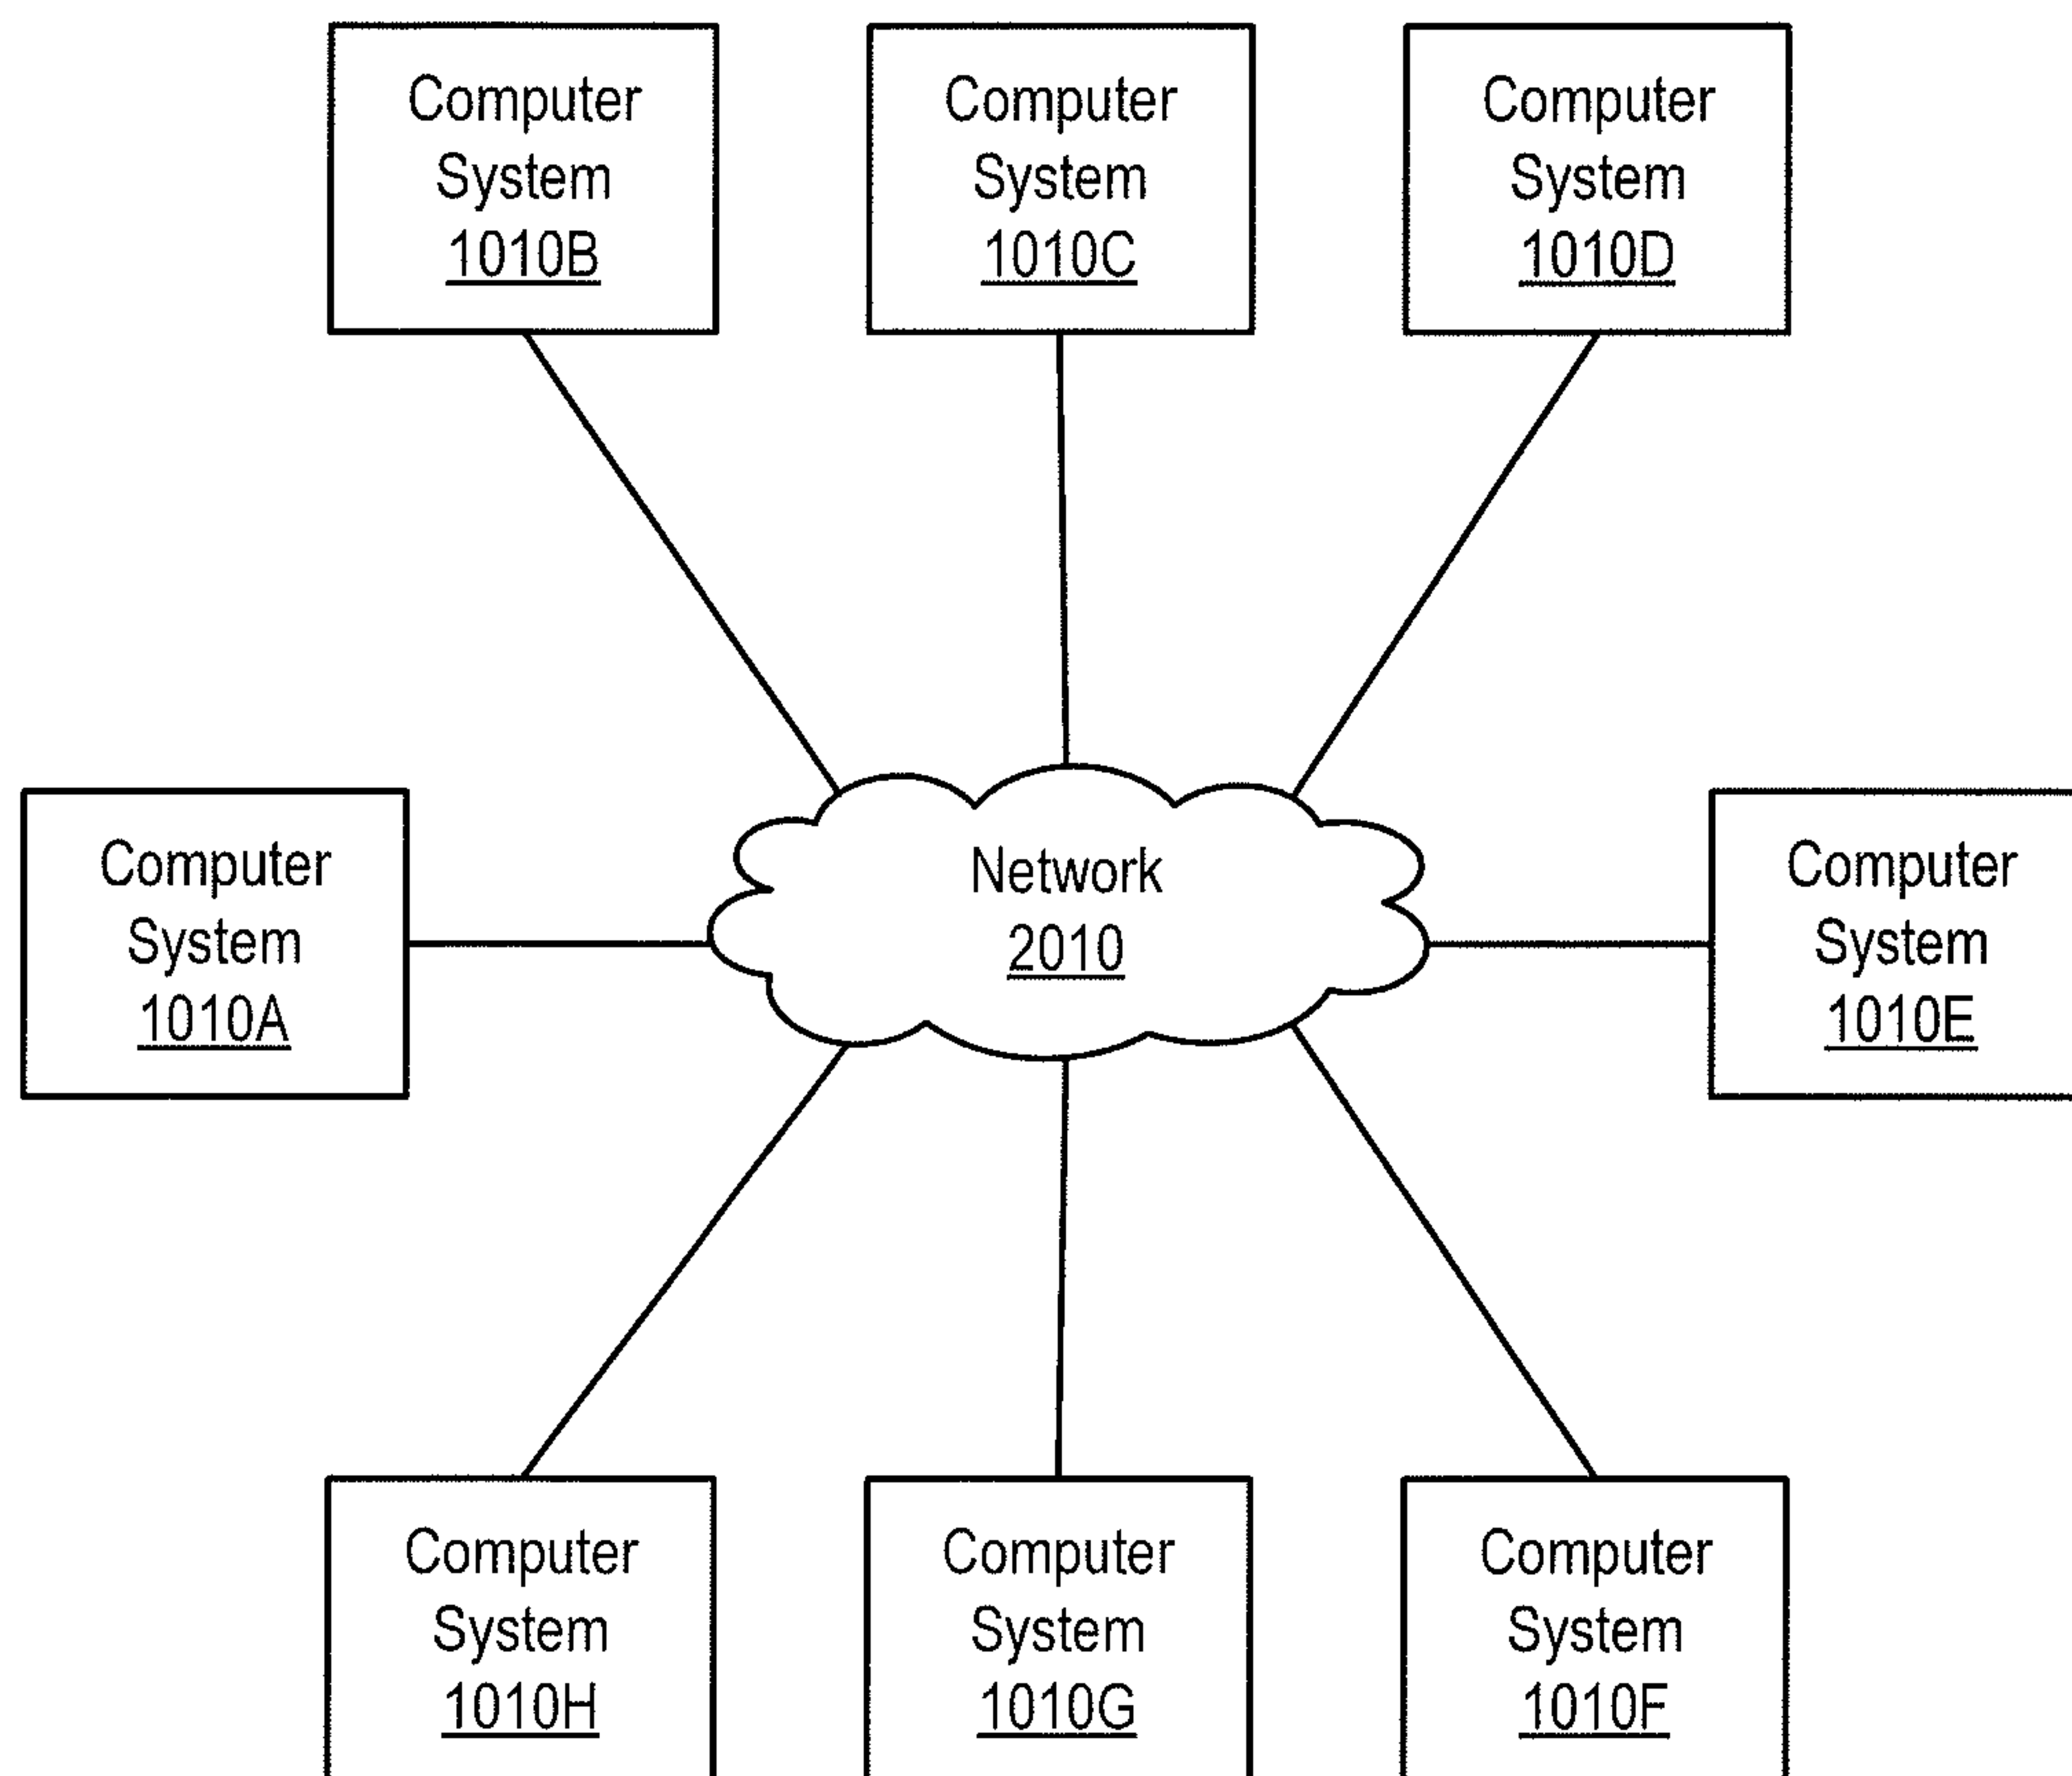 Computer
System
1010B
Computer
System
1010C
Computer
System
1010D
Computer
System
1010A
Network
2010
Computer
System
1010E
Computer
System
1010H
Computer
System
1010G
Computer
System
1010F